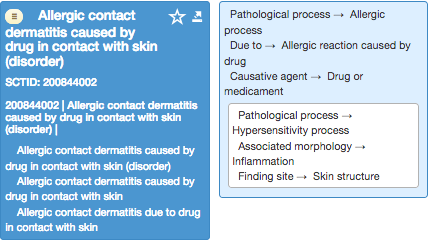 Allergic contact
dermatitis caused by
drug in contact with skin
(disorder)
SCTID: 200844002
200844002 | Allergic contact dermatitis
caused by drug in contact with skin
(disorder) |
Allergic contact dermatitis caused by
drug in contact with skin (disorder)
Allergic contact dermatitis caused by
drug in contact with skin
Allergic contact dermatitis due to drug
in contact with skin
Pathological process → Allergic
process
Due to → Allergic reaction caused by
drug
Causative agent → Drug or
medicament
Pathological process →
Hypersensitivity process
Associated morphology →
Inflammation
Finding site → Skin structure